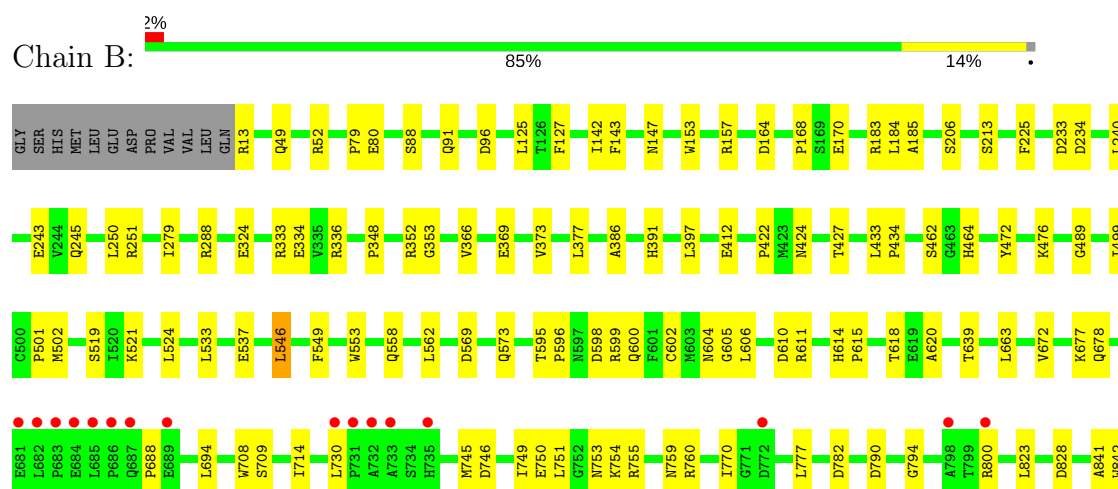 2%
Chain B:
85% 14% •
GLY SER HIS MET LEU GLU ASP PRO VAL VAL LEU GLN R13 Q49 R52 P79 E80 S88 Q91 D96 L125 T126 F127 I142 F143 N147 W153 R157 D164 P168 S169 E170 R183 L184 A185 S206 S213 F225 D233 D234
E243 V244 Q245 L250 R251 I279 R288 E324 R333 E334 V335 R336 P348 R352 G353 V366 E369 V373 L377 A386 H391 L397 E412 P422 M423 N424 T427 L433 P434 S462 G463 H464 Y472 K476 G489
C500 P501 M502 S519 I520 K521 L524 L533 E537 L546 F549 W553 Q558 L562 D569 Q573 T595 P596 N597 D598 R599 Q600 F601 C602 M603 N604 G605 L606 D610 R611 H614 P615 T618 E619 A620 T639 L663 V672 K677 Q678
E681 L682 P683 E684 L685 P686 Q687 P688 E689 L694 W708 S709 I714 L730 P731 A732 A733 S734 H735 M745 D746 I749 E750 L751 G752 N753 K754 R755 N759 R760 I770 G771 D772 L777 D782 D790 G794 A798 T799 R800 L823 D828 A841